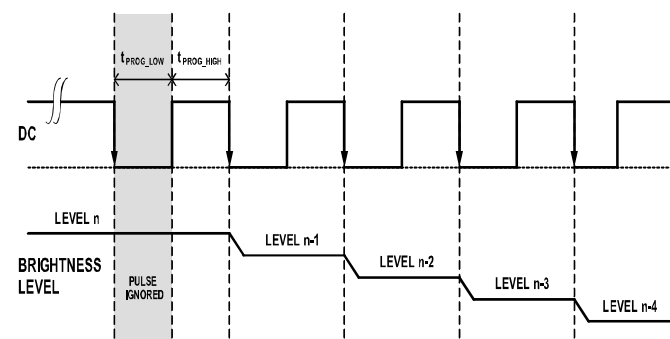 tPROG_LOW tPROG_HIGH
DC
LEVEL n
LEVEL n-1
LEVEL n-2
LEVEL n-3
LEVEL n-4
BRIGHTNESS
LEVEL
PULSE
IGNORED